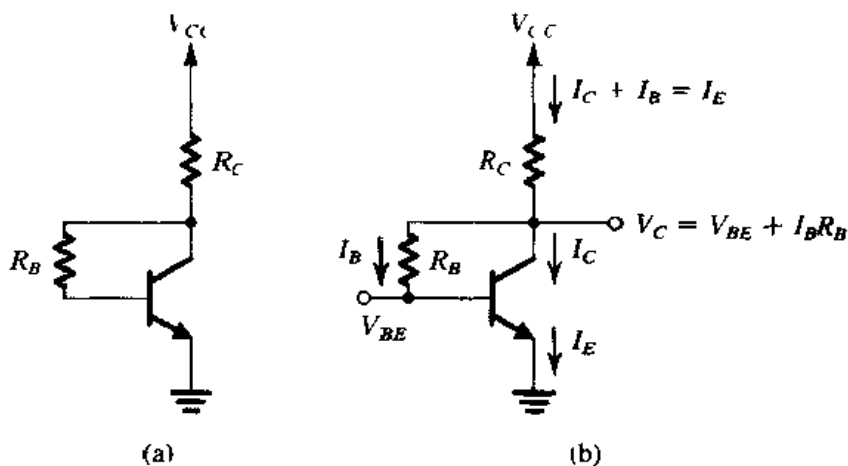 V_CC
R_C
R_B
(a)
V_CC
I_C + I_B = I_E
R_C
V_C = V_BE + I_B R_B
I_B
R_B
I_C
V_BE
I_E
(b)